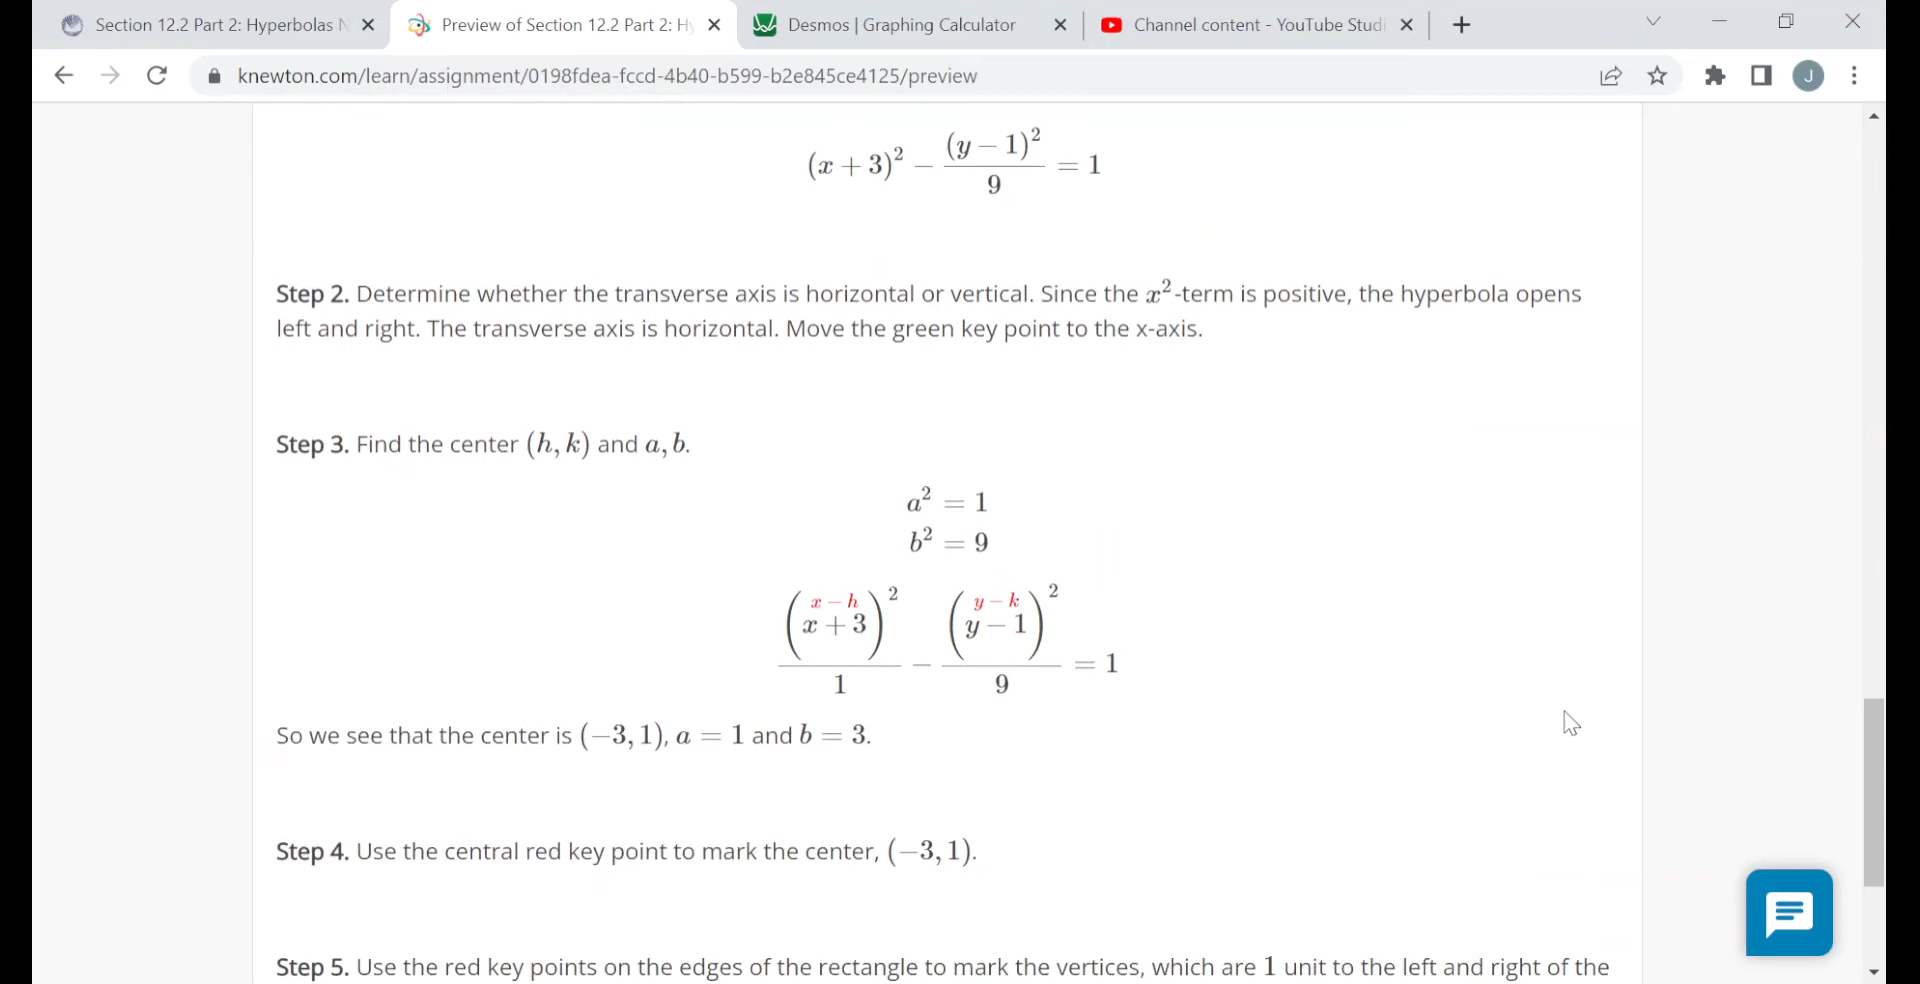 Section 12.2 Part 2: Hyperbolas N
Preview of Section 12.2 Part 2: Hy
Desmos | Graphing Calculator
Channel content - YouTube Studi
knewton.com/learn/assignment/0198fdea-fccd-4b40-b599-b2e845ce4125/preview
J
(x + 3)² − (y − 1)²/9 = 1
Step 2. Determine whether the transverse axis is horizontal or vertical. Since the x²-term is positive, the hyperbola opens
left and right. The transverse axis is horizontal. Move the green key point to the x-axis.
Step 3. Find the center (h, k) and a, b.
a² = 1
b² = 9
x − h y − k
(x + 3)²/1 − (y − 1)²/9 = 1
So we see that the center is (−3, 1), a = 1 and b = 3.
Step 4. Use the central red key point to mark the center, (−3, 1).
Step 5. Use the red key points on the edges of the rectangle to mark the vertices, which are 1 unit to the left and right of the